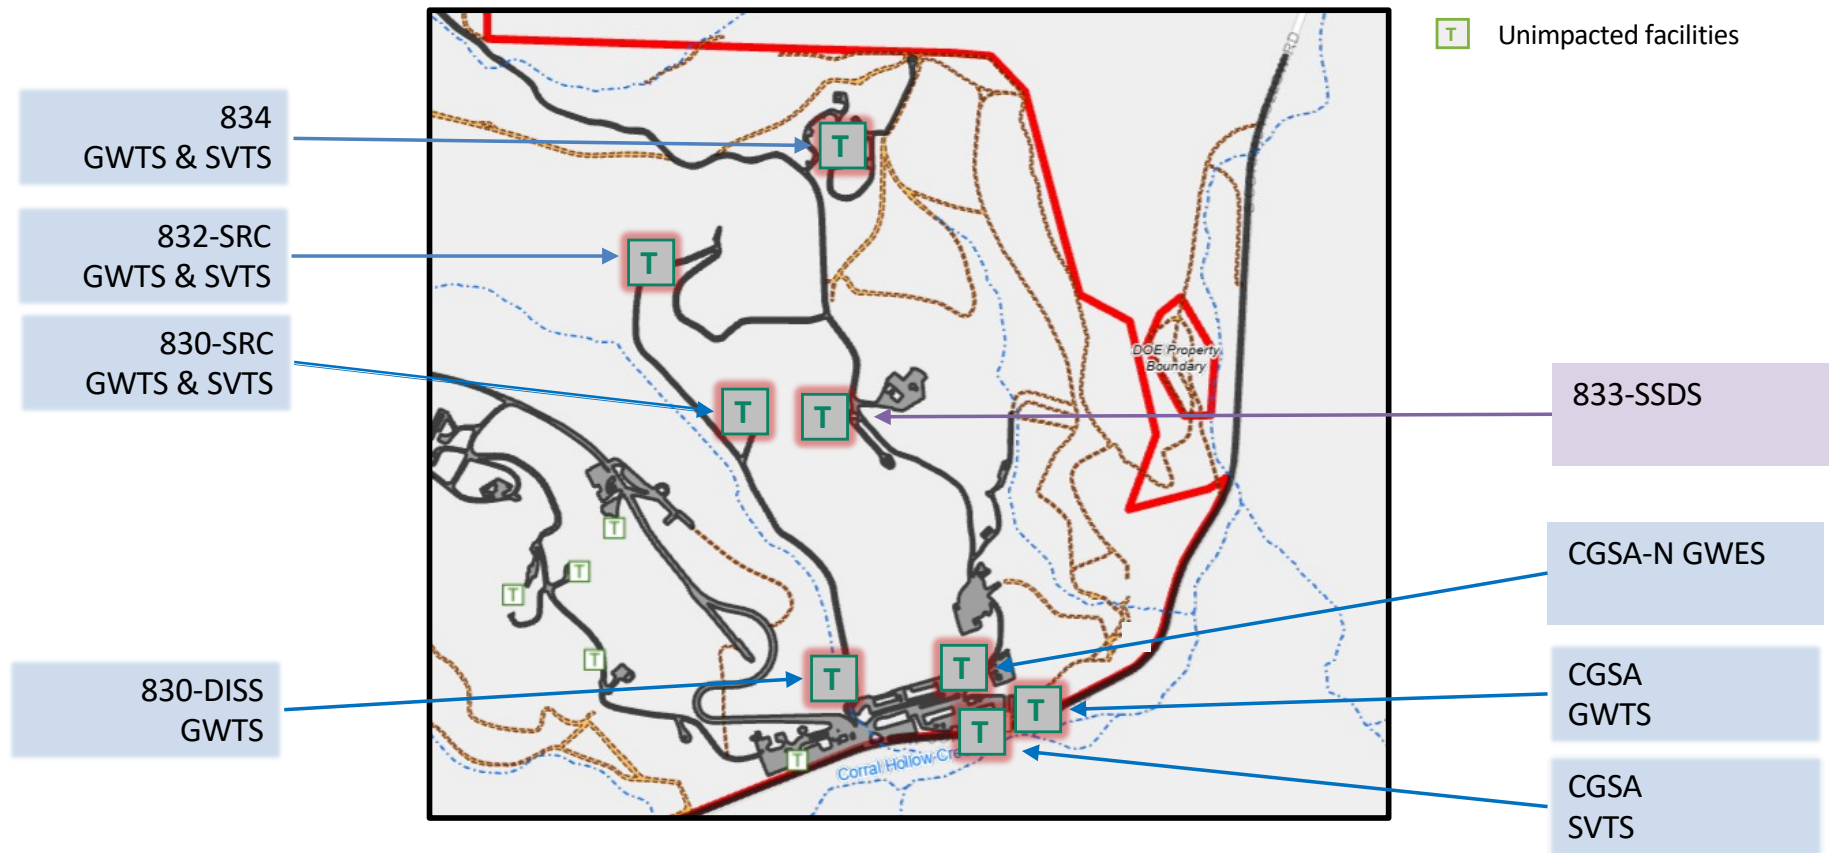 T Unimpacted facilities
834
GWTS & SVTS
832-SRC
GWTS & SVTS
830-SRC
GWTS & SVTS
830-DISS
GWTS
T
T
T
T
T
T
T
T
T
T
T
T
T
RD
DOE Property
Boundary
Corral Hollow
833-SSDS
CGSA-N GWES
CGSA
GWTS
CGSA
SVTS